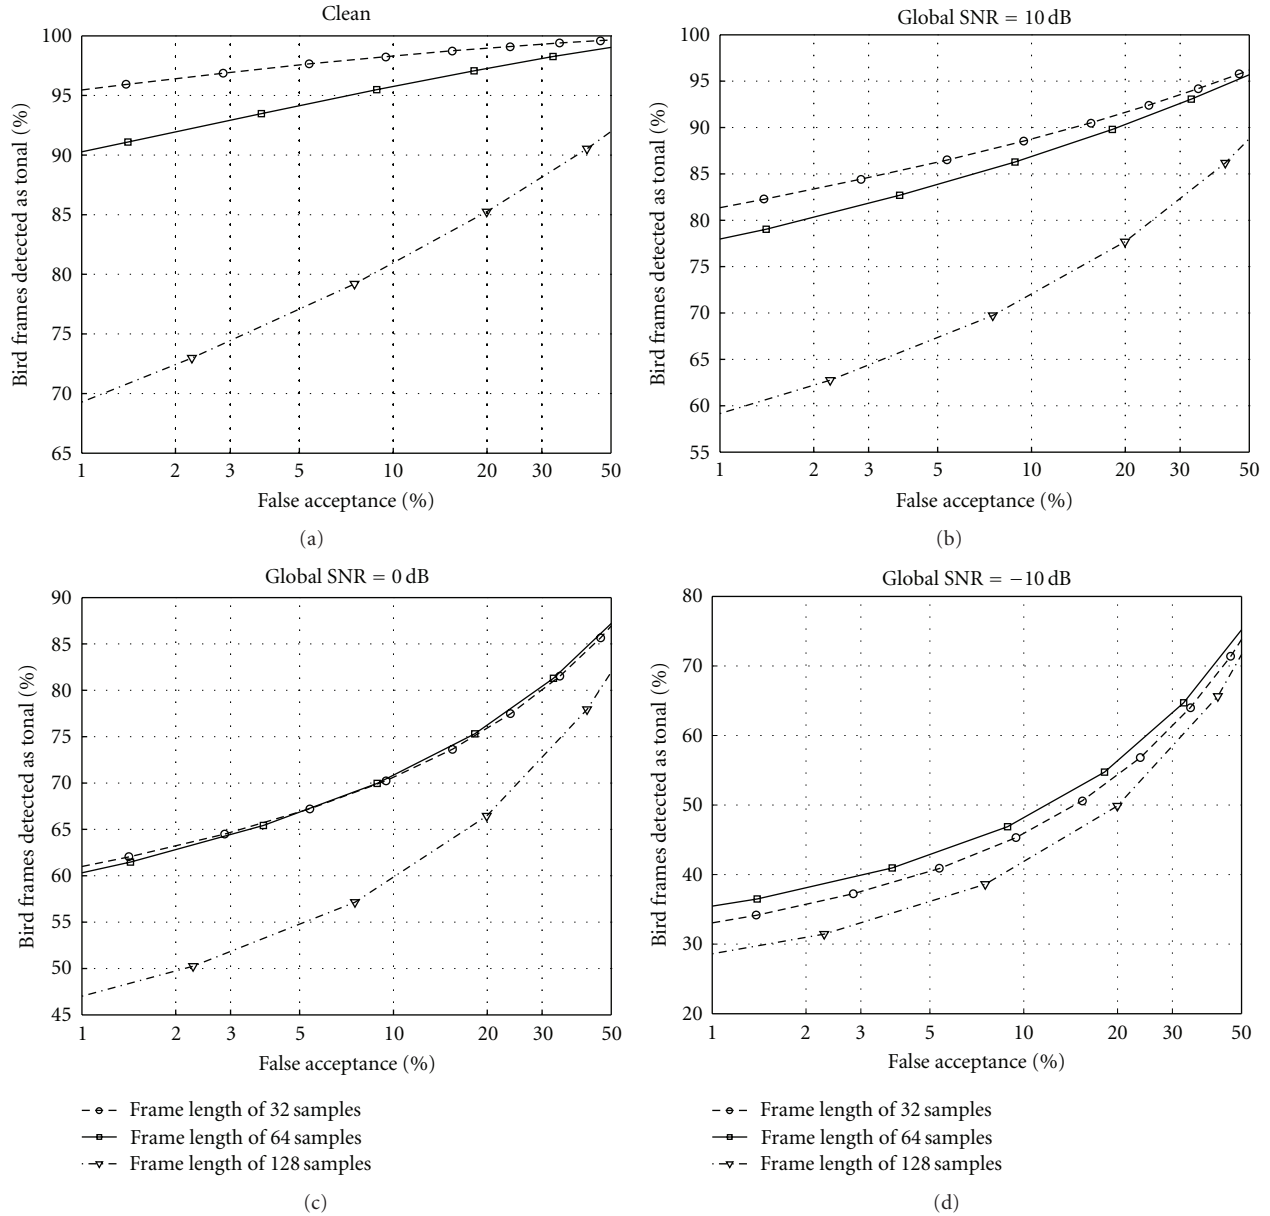 Clean
Bird frames detected as tonal (%)
100
95
90
85
80
75
70
65
1 2 3 5 10 20 30 50
False acceptance (%)
(a)
Global SNR = 10 dB
Bird frames detected as tonal (%)
100
95
90
85
80
75
70
65
60
55
1 2 3 5 10 20 30 50
False acceptance (%)
(b)
Global SNR = 0 dB
Bird frames detected as tonal (%)
90
85
80
75
70
65
60
55
50
45
1 2 3 5 10 20 30 50
False acceptance (%)
Frame length of 32 samples
Frame length of 64 samples
Frame length of 128 samples
(c)
Global SNR = −10 dB
Bird frames detected as tonal (%)
80
70
60
50
40
30
20
1 2 3 5 10 20 30 50
False acceptance (%)
Frame length of 32 samples
Frame length of 64 samples
Frame length of 128 samples
(d)